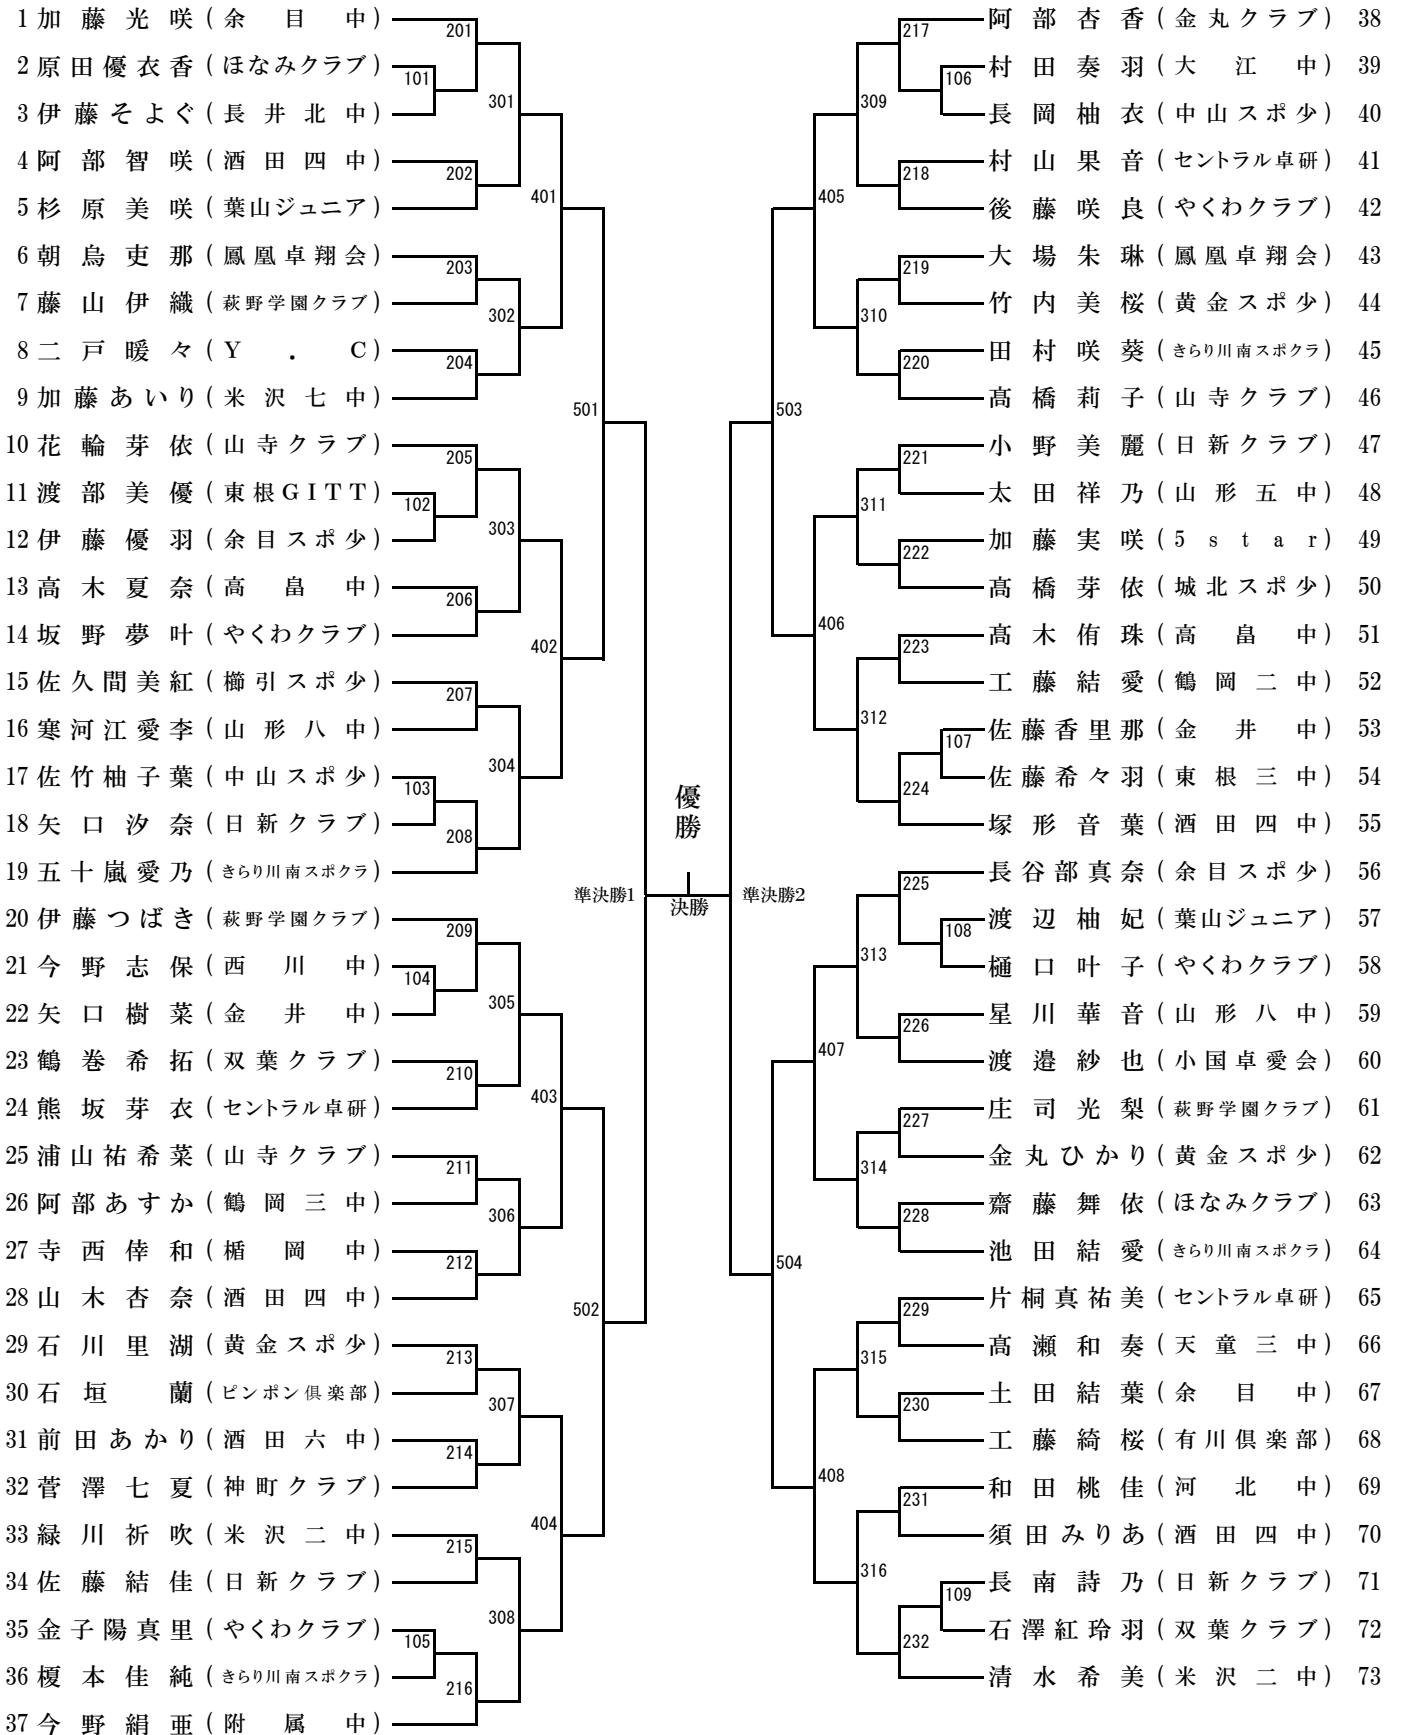 1 加藤光咲 (余目中)
2 原田優衣香 (ほなみクラブ)
3 伊藤そよぐ (長井北中)
4 阿部智咲 (酒田四中)
5 杉原美咲 (葉山ジュニア)
6 朝烏吏那 (鳳凰卓翔会)
7 藤山伊織 (萩野学園クラブ)
8 二戸暖々 (Y.C)
9 加藤あいり (米沢七中)
10 花輪芽依 (山寺クラブ)
11 渡部美優 (東根GITT)
12 伊藤優羽 (余目スポ少)
13 高木夏奈 (高畠中)
14 坂野夢叶 (やくわクラブ)
15 佐久間美紅 (櫛引スポ少)
16 寒河江愛李 (山形八中)
17 佐竹柚子葉 (中山スポ少)
18 矢口汐奈 (日新クラブ)
19 五十嵐愛乃 (きらり川南スポクラ)
20 伊藤つばき (萩野学園クラブ)
21 今野志保 (西川中)
22 矢口樹菜 (金井中)
23 鶴巻希拓 (双葉クラブ)
24 熊坂芽衣 (セントラル卓研)
25 浦山祐希菜 (山寺クラブ)
26 阿部あすか (鶴岡三中)
27 寺西倖和 (楯岡中)
28 山木杏奈 (酒田四中)
29 石川里湖 (黄金スポ少)
30 石垣蘭 (ピンポン倶楽部)
31 前田あかり (酒田六中)
32 菅澤七夏 (神町クラブ)
33 緑川祈吹 (米沢二中)
34 佐藤結佳 (日新クラブ)
35 金子陽真里 (やくわクラブ)
36 榎本佳純 (きらり川南スポクラ)
37 今野絹亜 (附属中)
101
102
103
104
105
201
202
203
204
205
206
207
208
209
210
211
212
213
214
215
216
301
302
303
304
305
306
307
308
401
402
403
404
501
502
準決勝1
優勝
決勝
準決勝2
503
504
405
406
407
408
309
310
311
312
313
314
315
316
217
218
219
220
221
222
223
224
225
226
227
228
229
230
231
232
106
107
108
109
阿部杏香 (金丸クラブ) 38
村田奏羽 (大江中) 39
長岡柚衣 (中山スポ少) 40
村山果音 (セントラル卓研) 41
後藤咲良 (やくわクラブ) 42
大場朱琳 (鳳凰卓翔会) 43
竹内美桜 (黄金スポ少) 44
田村咲葵 (きらり川南スポクラ) 45
髙橋莉子 (山寺クラブ) 46
小野美麗 (日新クラブ) 47
太田祥乃 (山形五中) 48
加藤実咲 (5star) 49
髙橋芽依 (城北スポ少) 50
髙木侑珠 (高畠中) 51
工藤結愛 (鶴岡二中) 52
佐藤香里那 (金井中) 53
佐藤希々羽 (東根三中) 54
塚形音葉 (酒田四中) 55
長谷部真奈 (余目スポ少) 56
渡辺柚妃 (葉山ジュニア) 57
樋口叶子 (やくわクラブ) 58
星川華音 (山形八中) 59
渡邉紗也 (小国卓愛会) 60
庄司光梨 (萩野学園クラブ) 61
金丸ひかり (黄金スポ少) 62
齋藤舞依 (ほなみクラブ) 63
池田結愛 (きらり川南スポクラ) 64
片桐真祐美 (セントラル卓研) 65
髙瀬和奏 (天童三中) 66
土田結葉 (余目中) 67
工藤綺桜 (有川倶楽部) 68
和田桃佳 (河北中) 69
須田みりあ (酒田四中) 70
長南詩乃 (日新クラブ) 71
石澤紅玲羽 (双葉クラブ) 72
清水希美 (米沢二中) 73